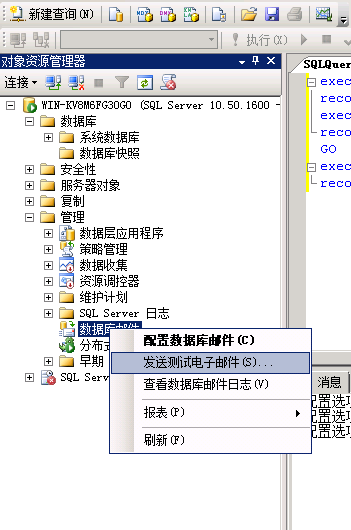 新建查询(N)
执行(X)
对象资源管理器
连接
WIN-KV8M6FG30GO (SQL Server 10.50.1600 -
数据库
系统数据库
数据库快照
安全性
服务器对象
复制
管理
数据层应用程序
策略管理
数据收集
资源调控器
维护计划
SQL Server 日志
数据库邮件
分布式
早期
SQL Serv
配置数据库邮件(C)
发送测试电子邮件(S)...
查看数据库邮件日志(V)
报表(P)
刷新(F)
SQLQuer
exec
reco
exec
reco
GO
exec
reco
消息
配置选项
配置选项
配置选项